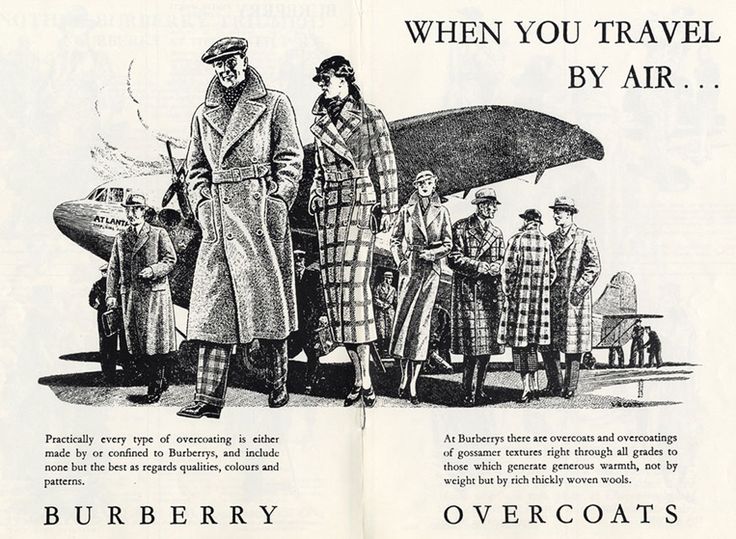 WHEN YOU TRAVEL
BY AIR...
ATLANTA
Practically every type of overcoating is either
made by or confined to Burberrys, and include
none but the best as regards qualities, colours and
patterns.
At Burberrys there are overcoats and overcoatings
of gossamer textures right through all grades to
those which generate generous warmth, not by
weight but by rich thickly woven wools.
BURBERRY OVERCOATS